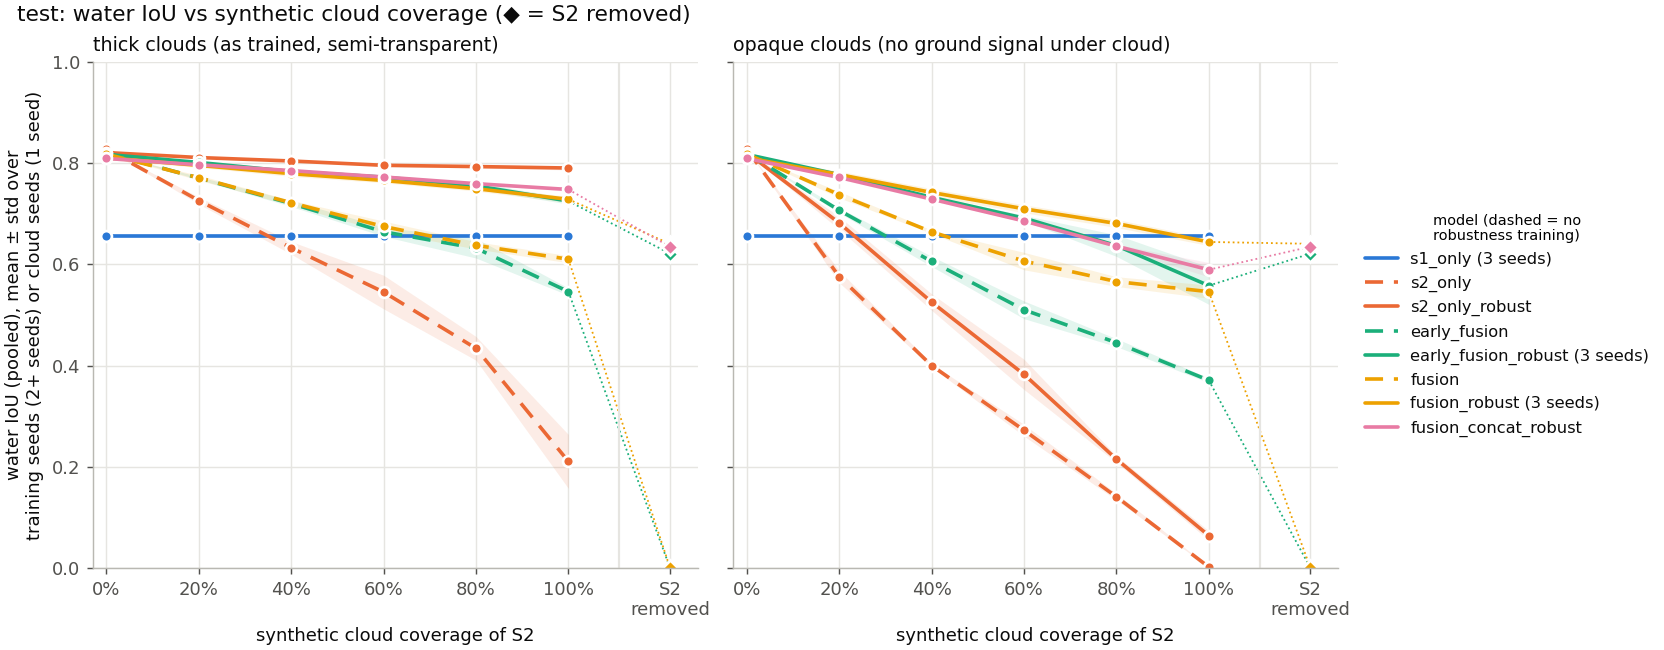 test: water IoU vs synthetic cloud coverage (◆ = S2 removed)
thick clouds (as trained, semi-transparent)
opaque clouds (no ground signal under cloud)
water IoU (pooled), mean ± std over
training seeds (2+ seeds) or cloud seeds (1 seed)
1.0
0.8
0.6
0.4
0.2
0.0
0%
20%
40%
60%
80%
100%
S2
removed
0%
20%
40%
60%
80%
100%
S2
removed
synthetic cloud coverage of S2
synthetic cloud coverage of S2
model (dashed = no
robustness training)
s1_only (3 seeds)
s2_only
s2_only_robust
early_fusion
early_fusion_robust (3 seeds)
fusion
fusion_robust (3 seeds)
fusion_concat_robust